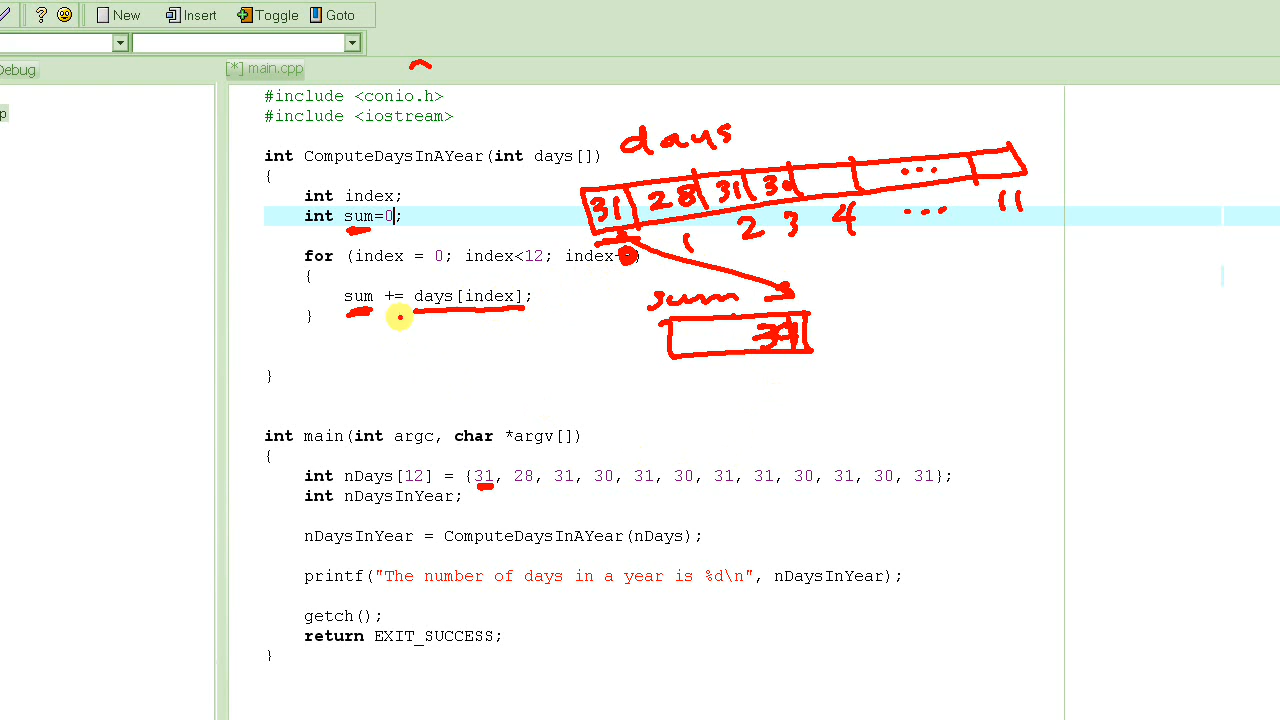 New Insert Toggle Goto
Debug
[*] main.cpp
p
#include <conio.h>
#include <iostream>
days
int ComputeDaysInAYear(int days[])
{
31 28 31 30 ...
int index;
int sum=0;
1 2 3 4 ... 11
for (index = 0; index<12; index
{
sum += days[index];
sum
}
31
}
int main(int argc, char *argv[])
{
int nDays[12] = {31, 28, 31, 30, 31, 30, 31, 31, 30, 31, 30, 31};
int nDaysInYear;
nDaysInYear = ComputeDaysInAYear(nDays);
printf("The number of days in a year is %d\n", nDaysInYear);
getch();
return EXIT_SUCCESS;
}